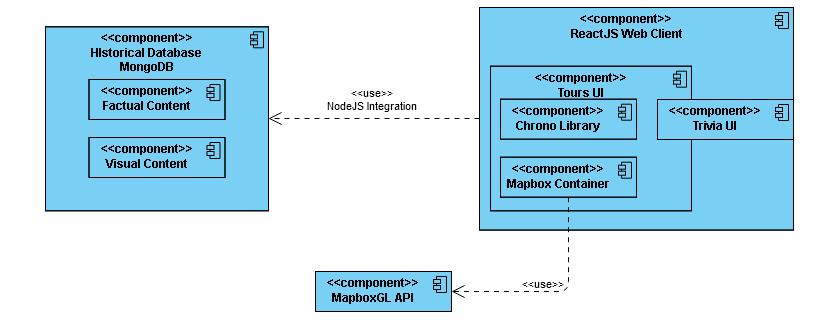 <<component>>
HIstorical Database
MongoDB
<<component>>
Factual Content
<<component>>
Visual Content
<<use>>
NodeJS Integration
<<component>>
ReactJS Web Client
<<component>>
Tours UI
<<component>>
Chrono Library
<<component>>
Trivia UI
<<component>>
Mapbox Container
<<use>>
<<component>>
MapboxGL API